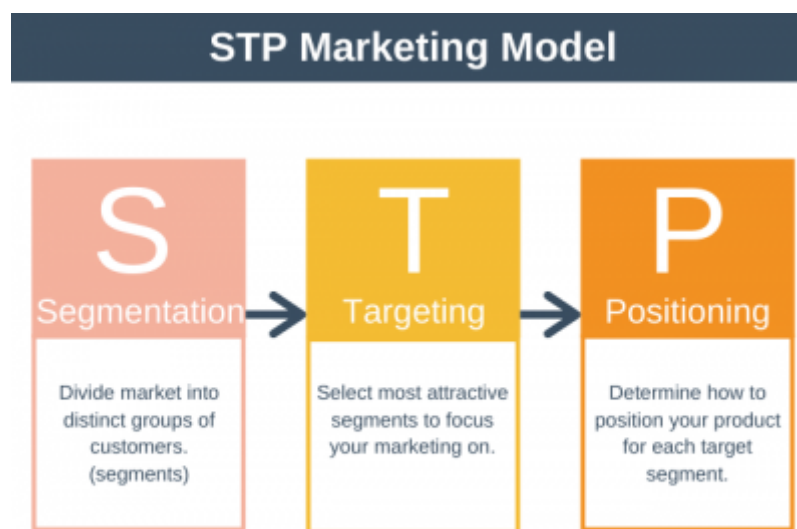 STP Marketing Model
S
Segmentation
Divide market into
distinct groups of
customers.
(segments)
T
Targeting
Select most attractive
segments to focus
your marketing on.
P
Positioning
Determine how to
position your product
for each target
segment.